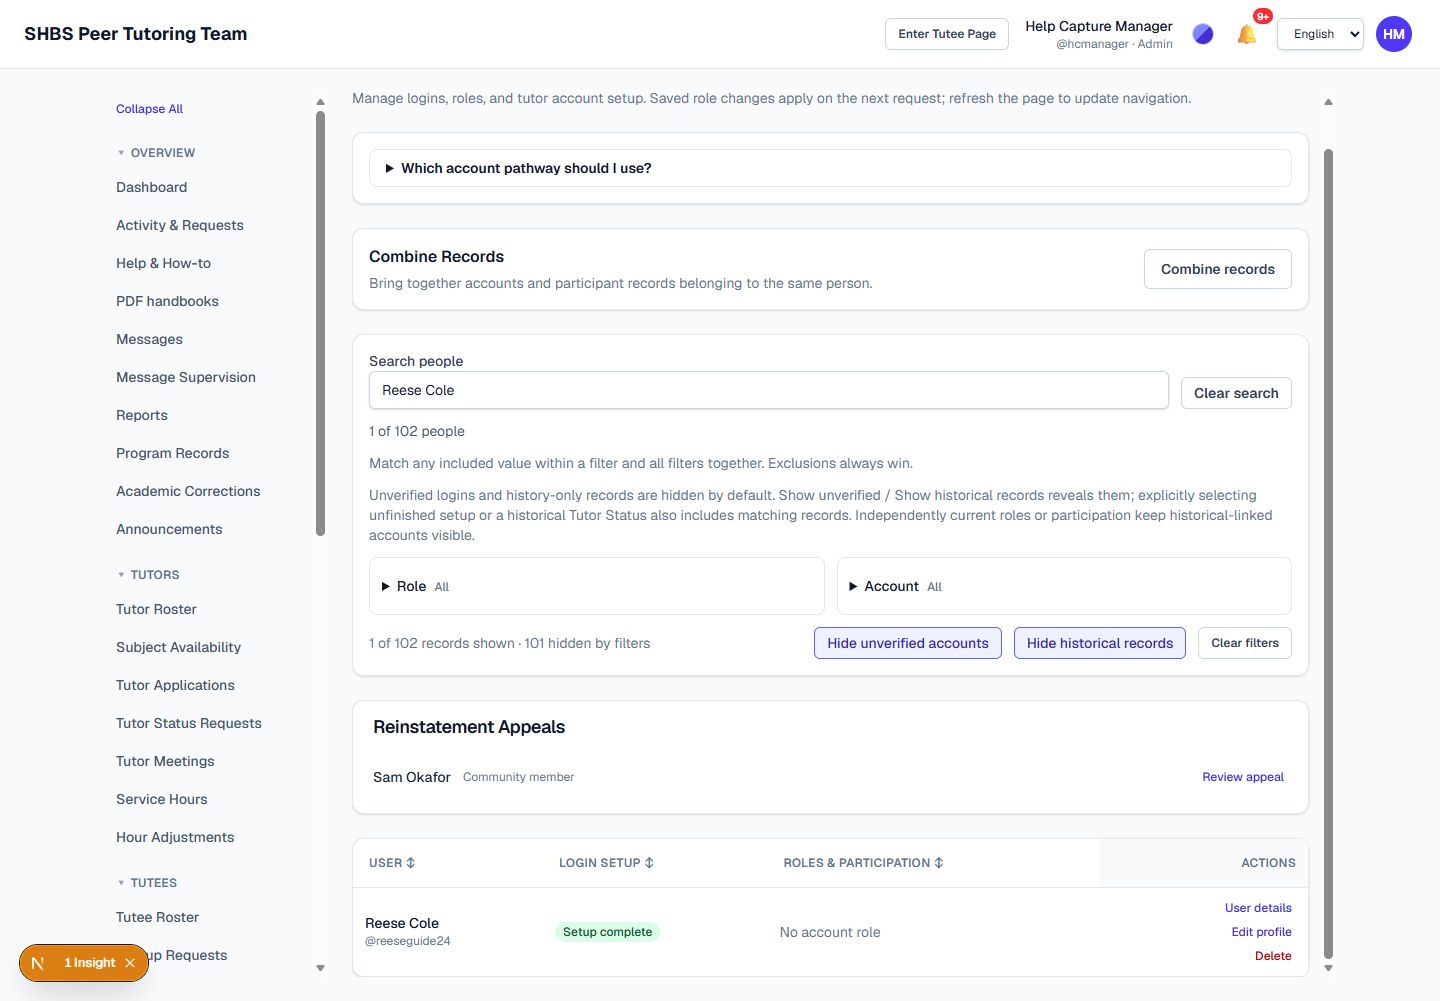 SHBS Peer Tutoring Team
Enter Tutee Page
Help Capture Manager
@hcmanager · Admin
9+
English
HM
Collapse All
OVERVIEW
Dashboard
Activity & Requests
Help & How-to
PDF handbooks
Messages
Message Supervision
Reports
Program Records
Academic Corrections
Announcements
TUTORS
Tutor Roster
Subject Availability
Tutor Applications
Tutor Status Requests
Tutor Meetings
Service Hours
Hour Adjustments
TUTEES
Tutee Roster
up Requests
1 Insight
Manage logins, roles, and tutor account setup. Saved role changes apply on the next request; refresh the page to update navigation.
Which account pathway should I use?
Combine Records
Bring together accounts and participant records belonging to the same person.
Combine records
Search people
Reese Cole
Clear search
1 of 102 people
Match any included value within a filter and all filters together. Exclusions always win.
Unverified logins and history-only records are hidden by default. Show unverified / Show historical records reveals them; explicitly selecting
unfinished setup or a historical Tutor Status also includes matching records. Independently current roles or participation keep historical-linked
accounts visible.
Role All
Account All
1 of 102 records shown · 101 hidden by filters
Hide unverified accounts
Hide historical records
Clear filters
Reinstatement Appeals
Sam Okafor Community member
Review appeal
USER LOGIN SETUP ROLES & PARTICIPATION ACTIONS
Reese Cole
@reeseguide24
Setup complete
No account role
User details
Edit profile
Delete